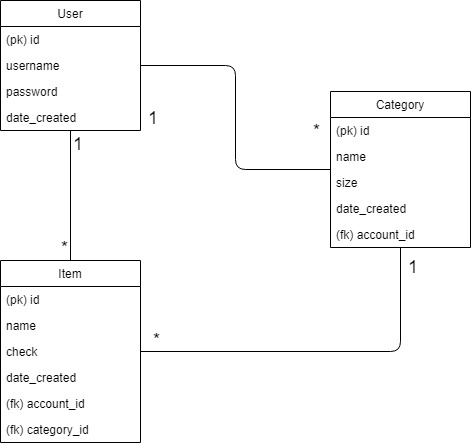 User
(pk) id
username
password
date_created
1
1
*
Category
(pk) id
name
size
date_created
(fk) account_id
1
*
Item
(pk) id
name
check
date_created
(fk) account_id
(fk) category_id
*